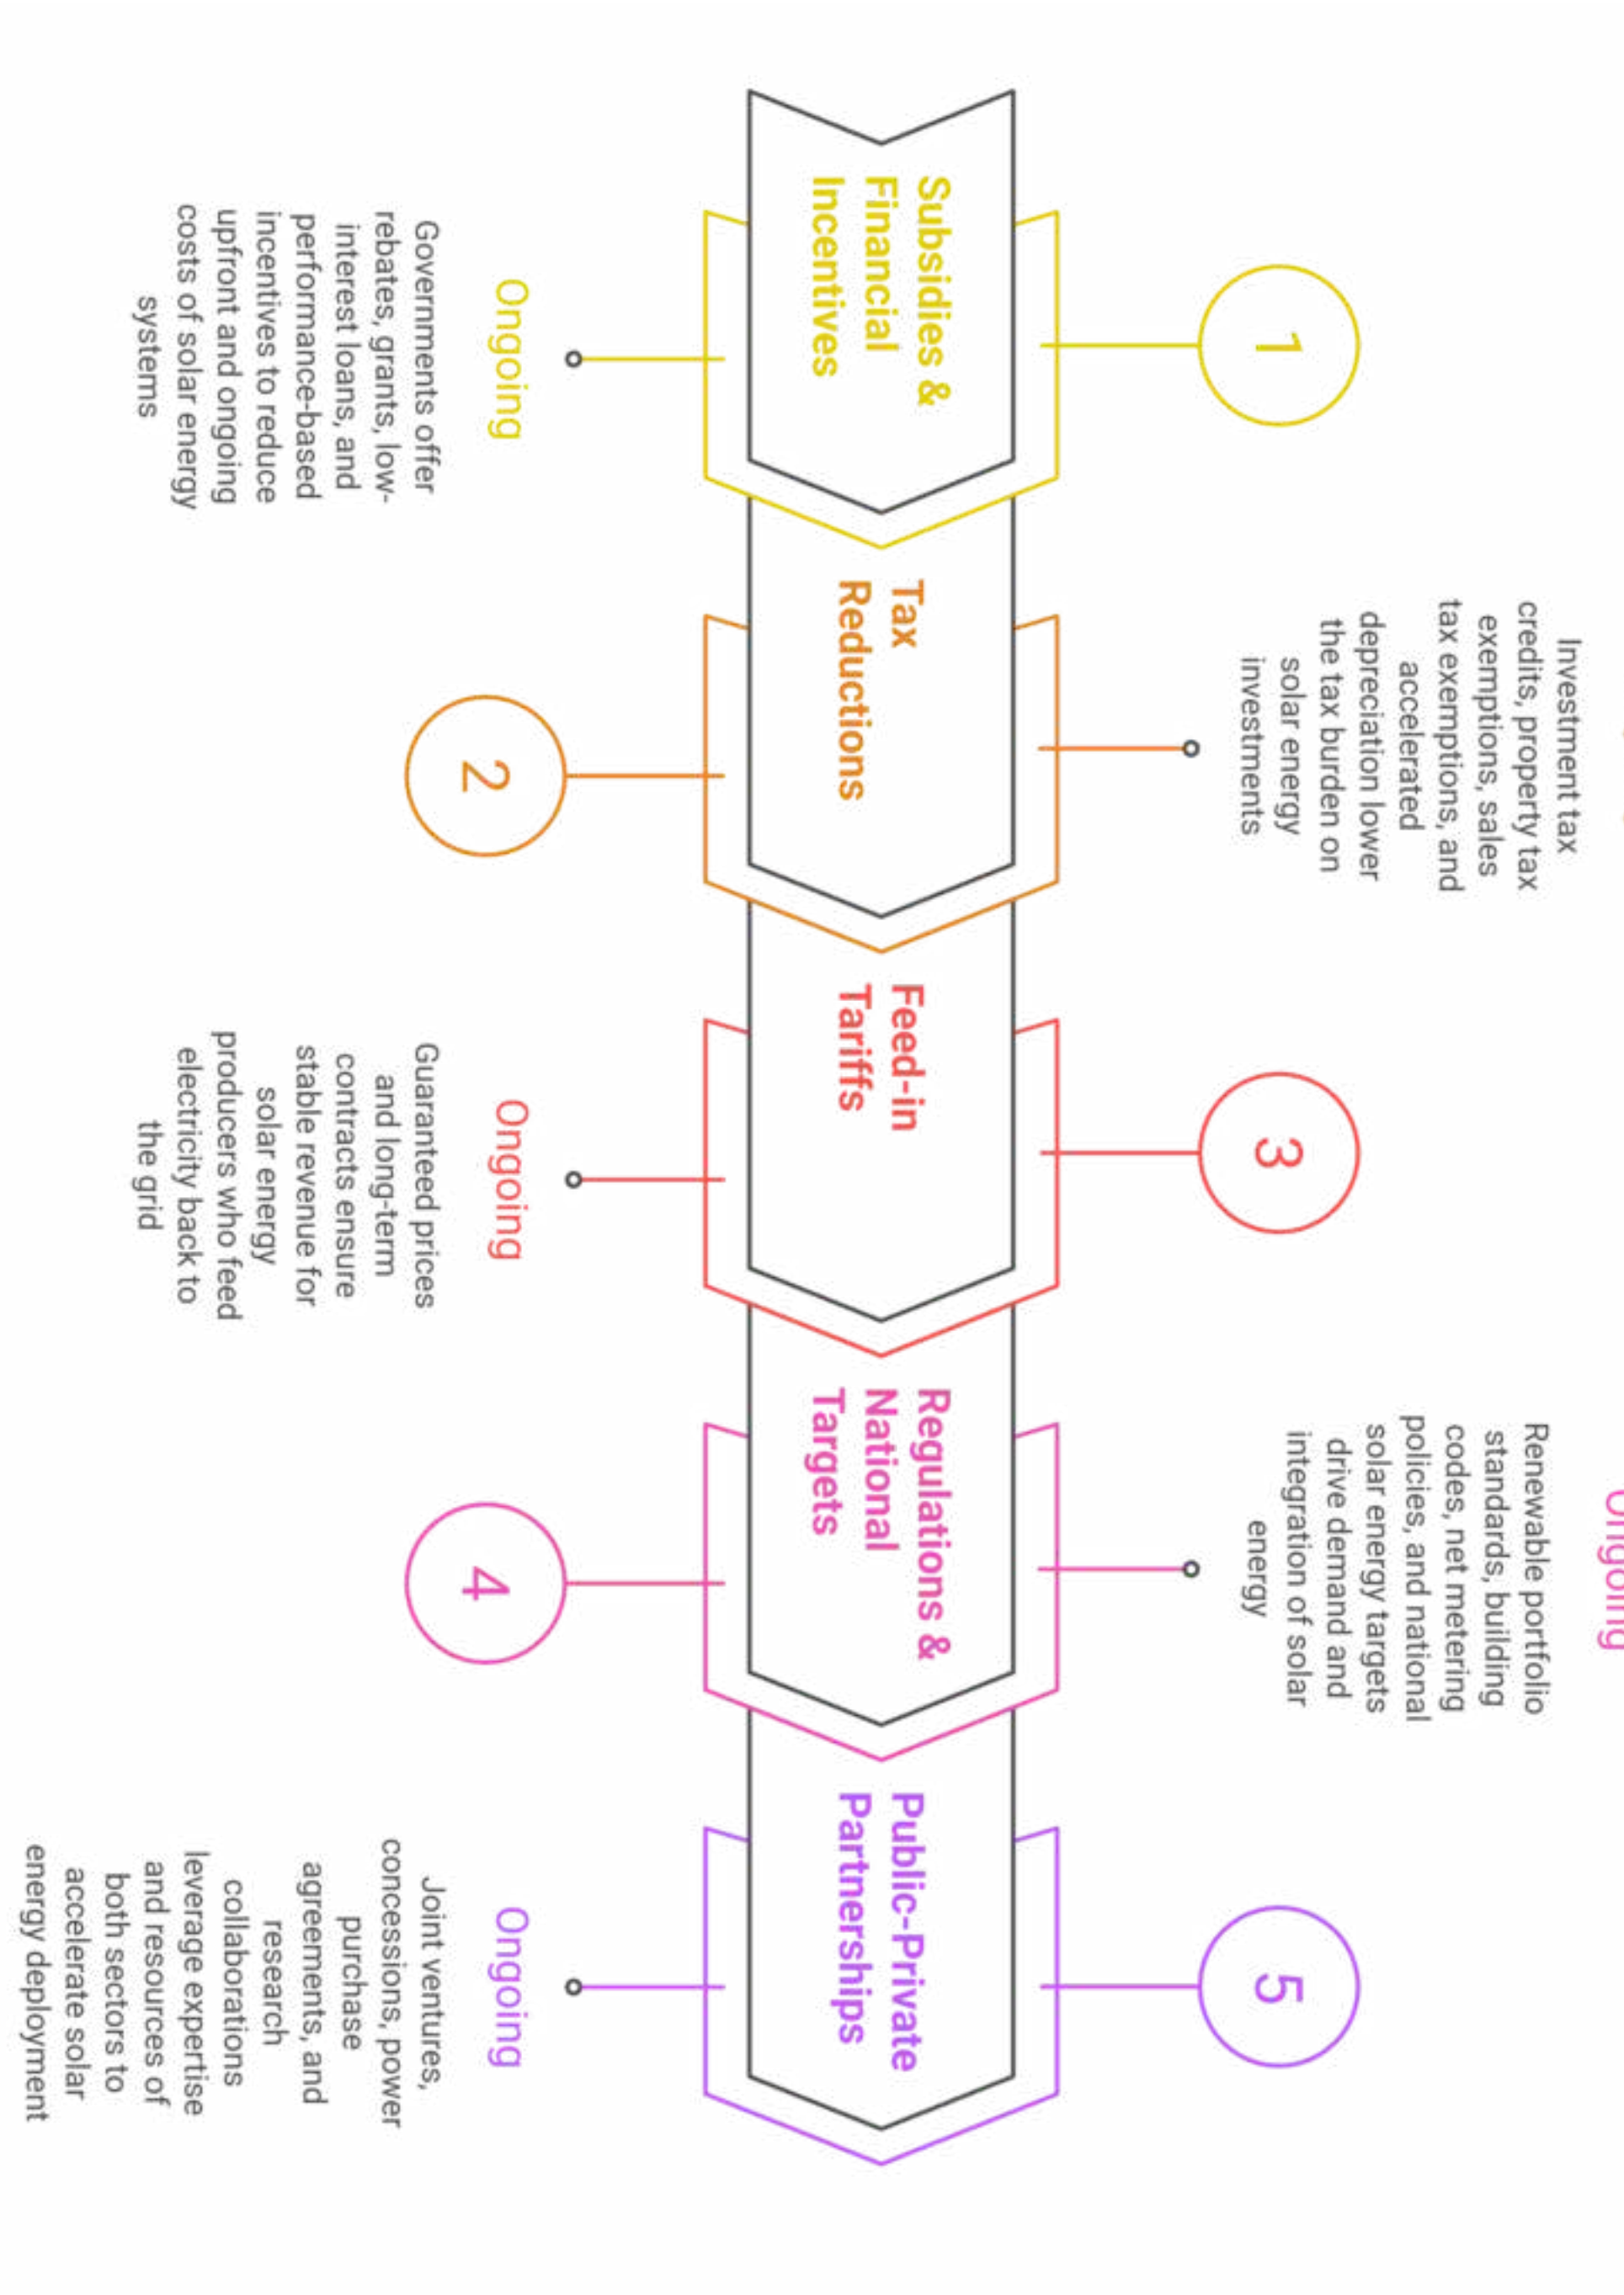 1
Subsidies &
Financial
Incentives
Ongoing
Governments offer
rebates, grants, low-
interest loans, and
performance-based
incentives to reduce
upfront and ongoing
costs of solar energy
systems
Investment tax
credits, property tax
exemptions, sales
tax exemptions, and
accelerated
depreciation lower
the tax burden on
solar energy
investments
Tax
Reductions
2
3
Feed-in
Tariffs
Ongoing
Guaranteed prices
and long-term
contracts ensure
stable revenue for
solar energy
producers who feed
electricity back to
the grid
Ongoing
Renewable portfolio
standards, building
codes, net metering
policies, and national
solar energy targets
drive demand and
integration of solar
energy
Regulations &
National
Targets
4
5
Public-Private
Partnerships
Ongoing
Joint ventures,
concessions, power
purchase
agreements, and
research
collaborations
leverage expertise
and resources of
both sectors to
accelerate solar
energy deployment